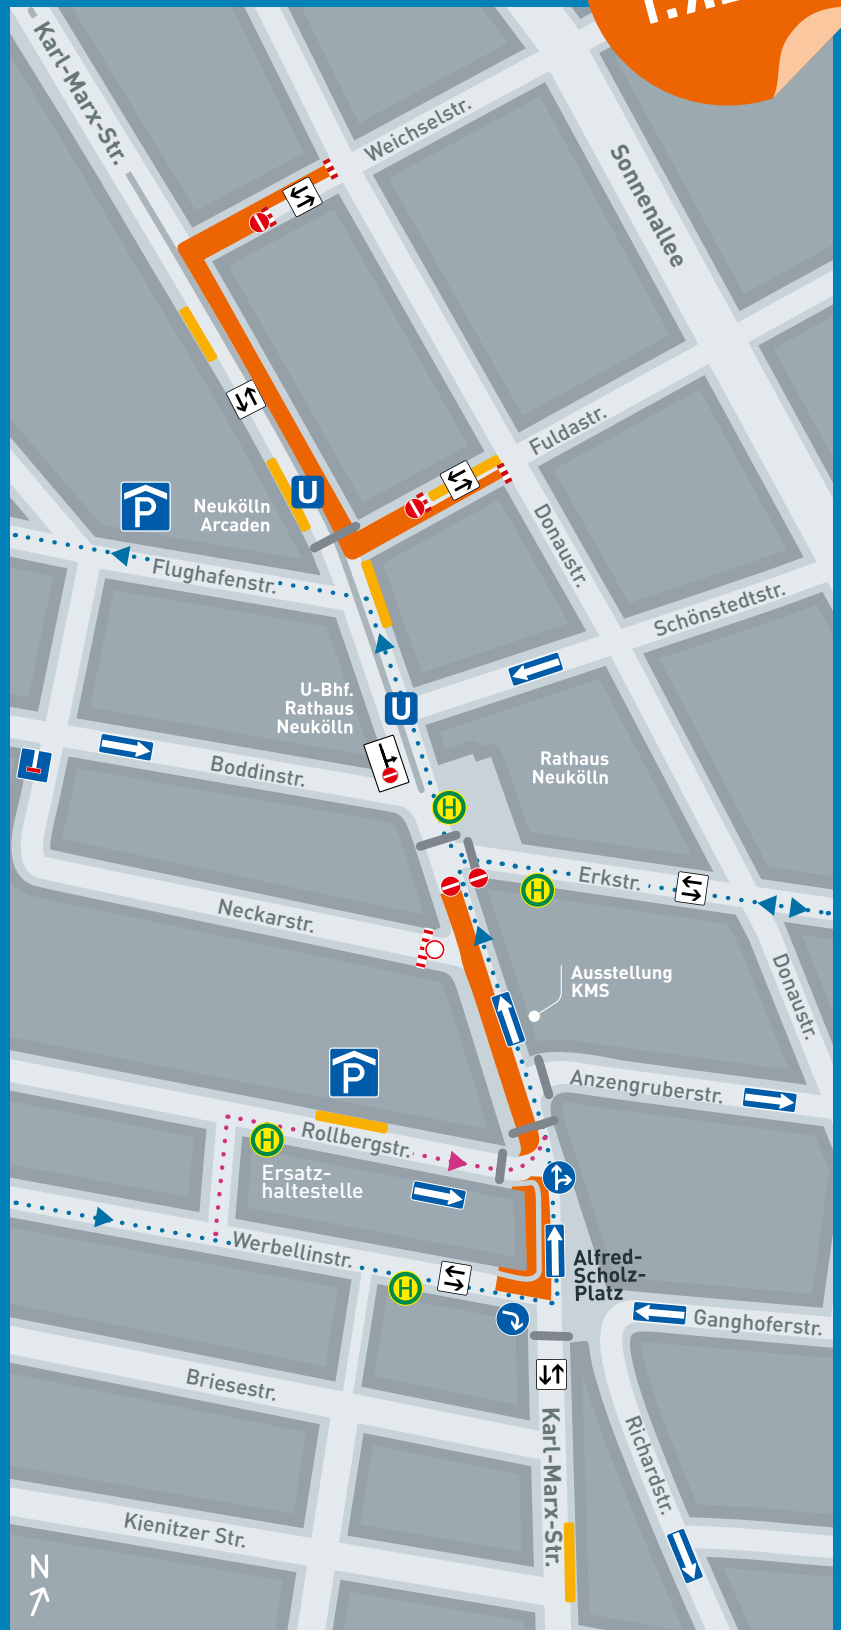 Karl-Marx-Str.
Weichselstr.
Sonnenallee
Fuldastr.
P
Neukölln
Arcaden
U
Donaustr.
Flughafenstr.
Schönstedtstr.
U-Bhf.
Rathaus
Neukölln
U
Rathaus
Neukölln
Boddinstr.
H
Erkstr.
H
Neckarstr.
Donaustr.
Ausstellung
KMS
P
Anzengruberstr.
H
Rollbergstr.
Ersatz-
haltestelle
Werbellinstr.
H
Alfred-
Scholz-
Platz
Ganghoferstr.
Briesestr.
Karl-Marx-Str.
Richardstr.
Kienitzer Str.
N